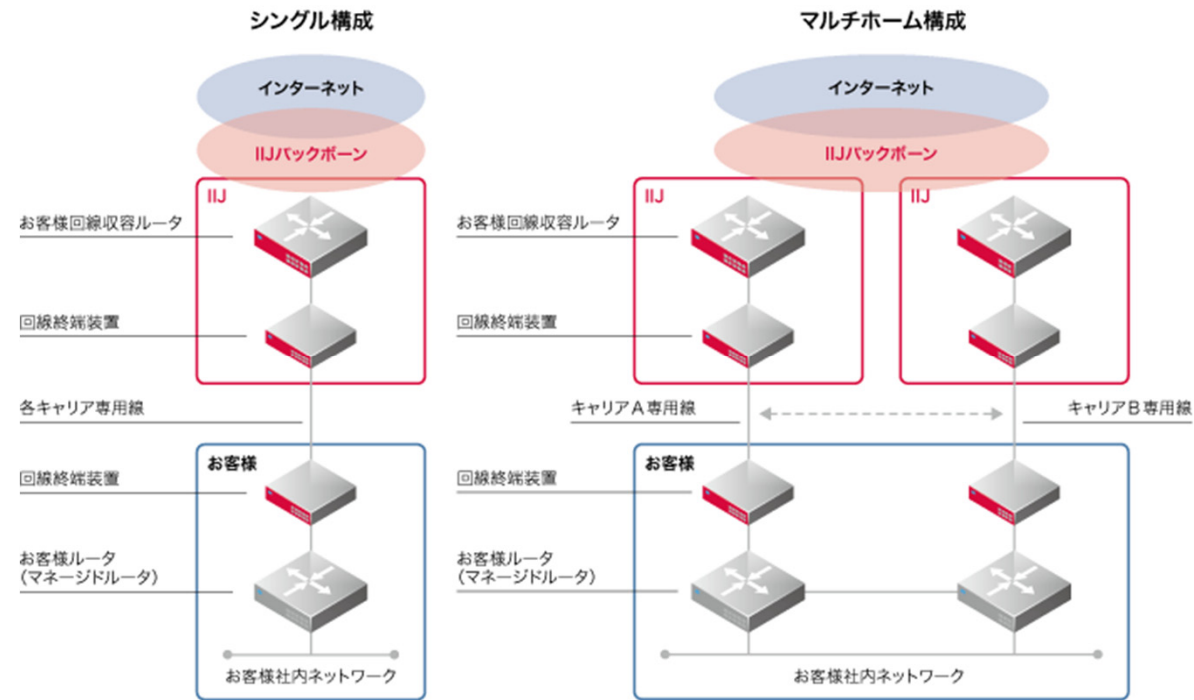 シングル構成
インターネット
IIJバックボーン
IIJ
お客様回線収容ルータ
回線終端装置
各キャリア専用線
お客様
回線終端装置
お客様ルータ
(マネージドルータ)
お客様社内ネットワーク
マルチホーム構成
インターネット
IIJバックボーン
IIJ
IIJ
お客様回線収容ルータ
回線終端装置
キャリアA専用線
キャリアB専用線
お客様
回線終端装置
お客様ルータ
(マネージドルータ)
お客様社内ネットワーク